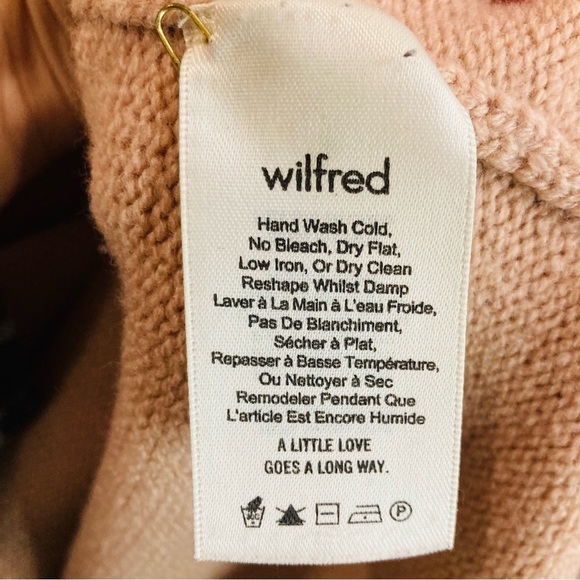 wilfred
Hand Wash Cold,
No Bleach, Dry Flat,
Low Iron, Or Dry Clean
Reshape Whilst Damp
Laver à La Main à L'eau Froide,
Pas De Blanchiment,
Sécher à Plat,
Repasser à Basse Température,
Ou Nettoyer à Sec
Remodeler Pendant Que
L'article Est Encore Humide
A LITTLE LOVE
GOES A LONG WAY.
P